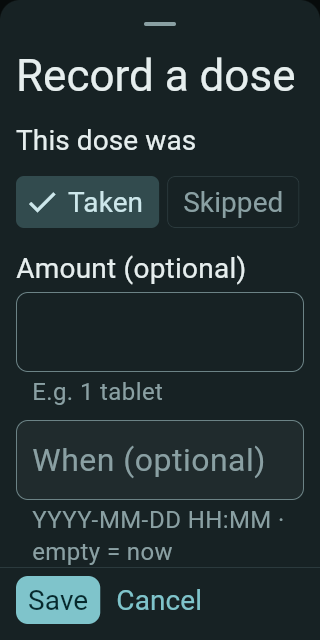 Record a dose
This dose was
Taken
Skipped
Amount (optional)
E.g. 1 tablet
When (optional)
YYYY-MM-DD HH:MM ·
empty = now
Save
Cancel